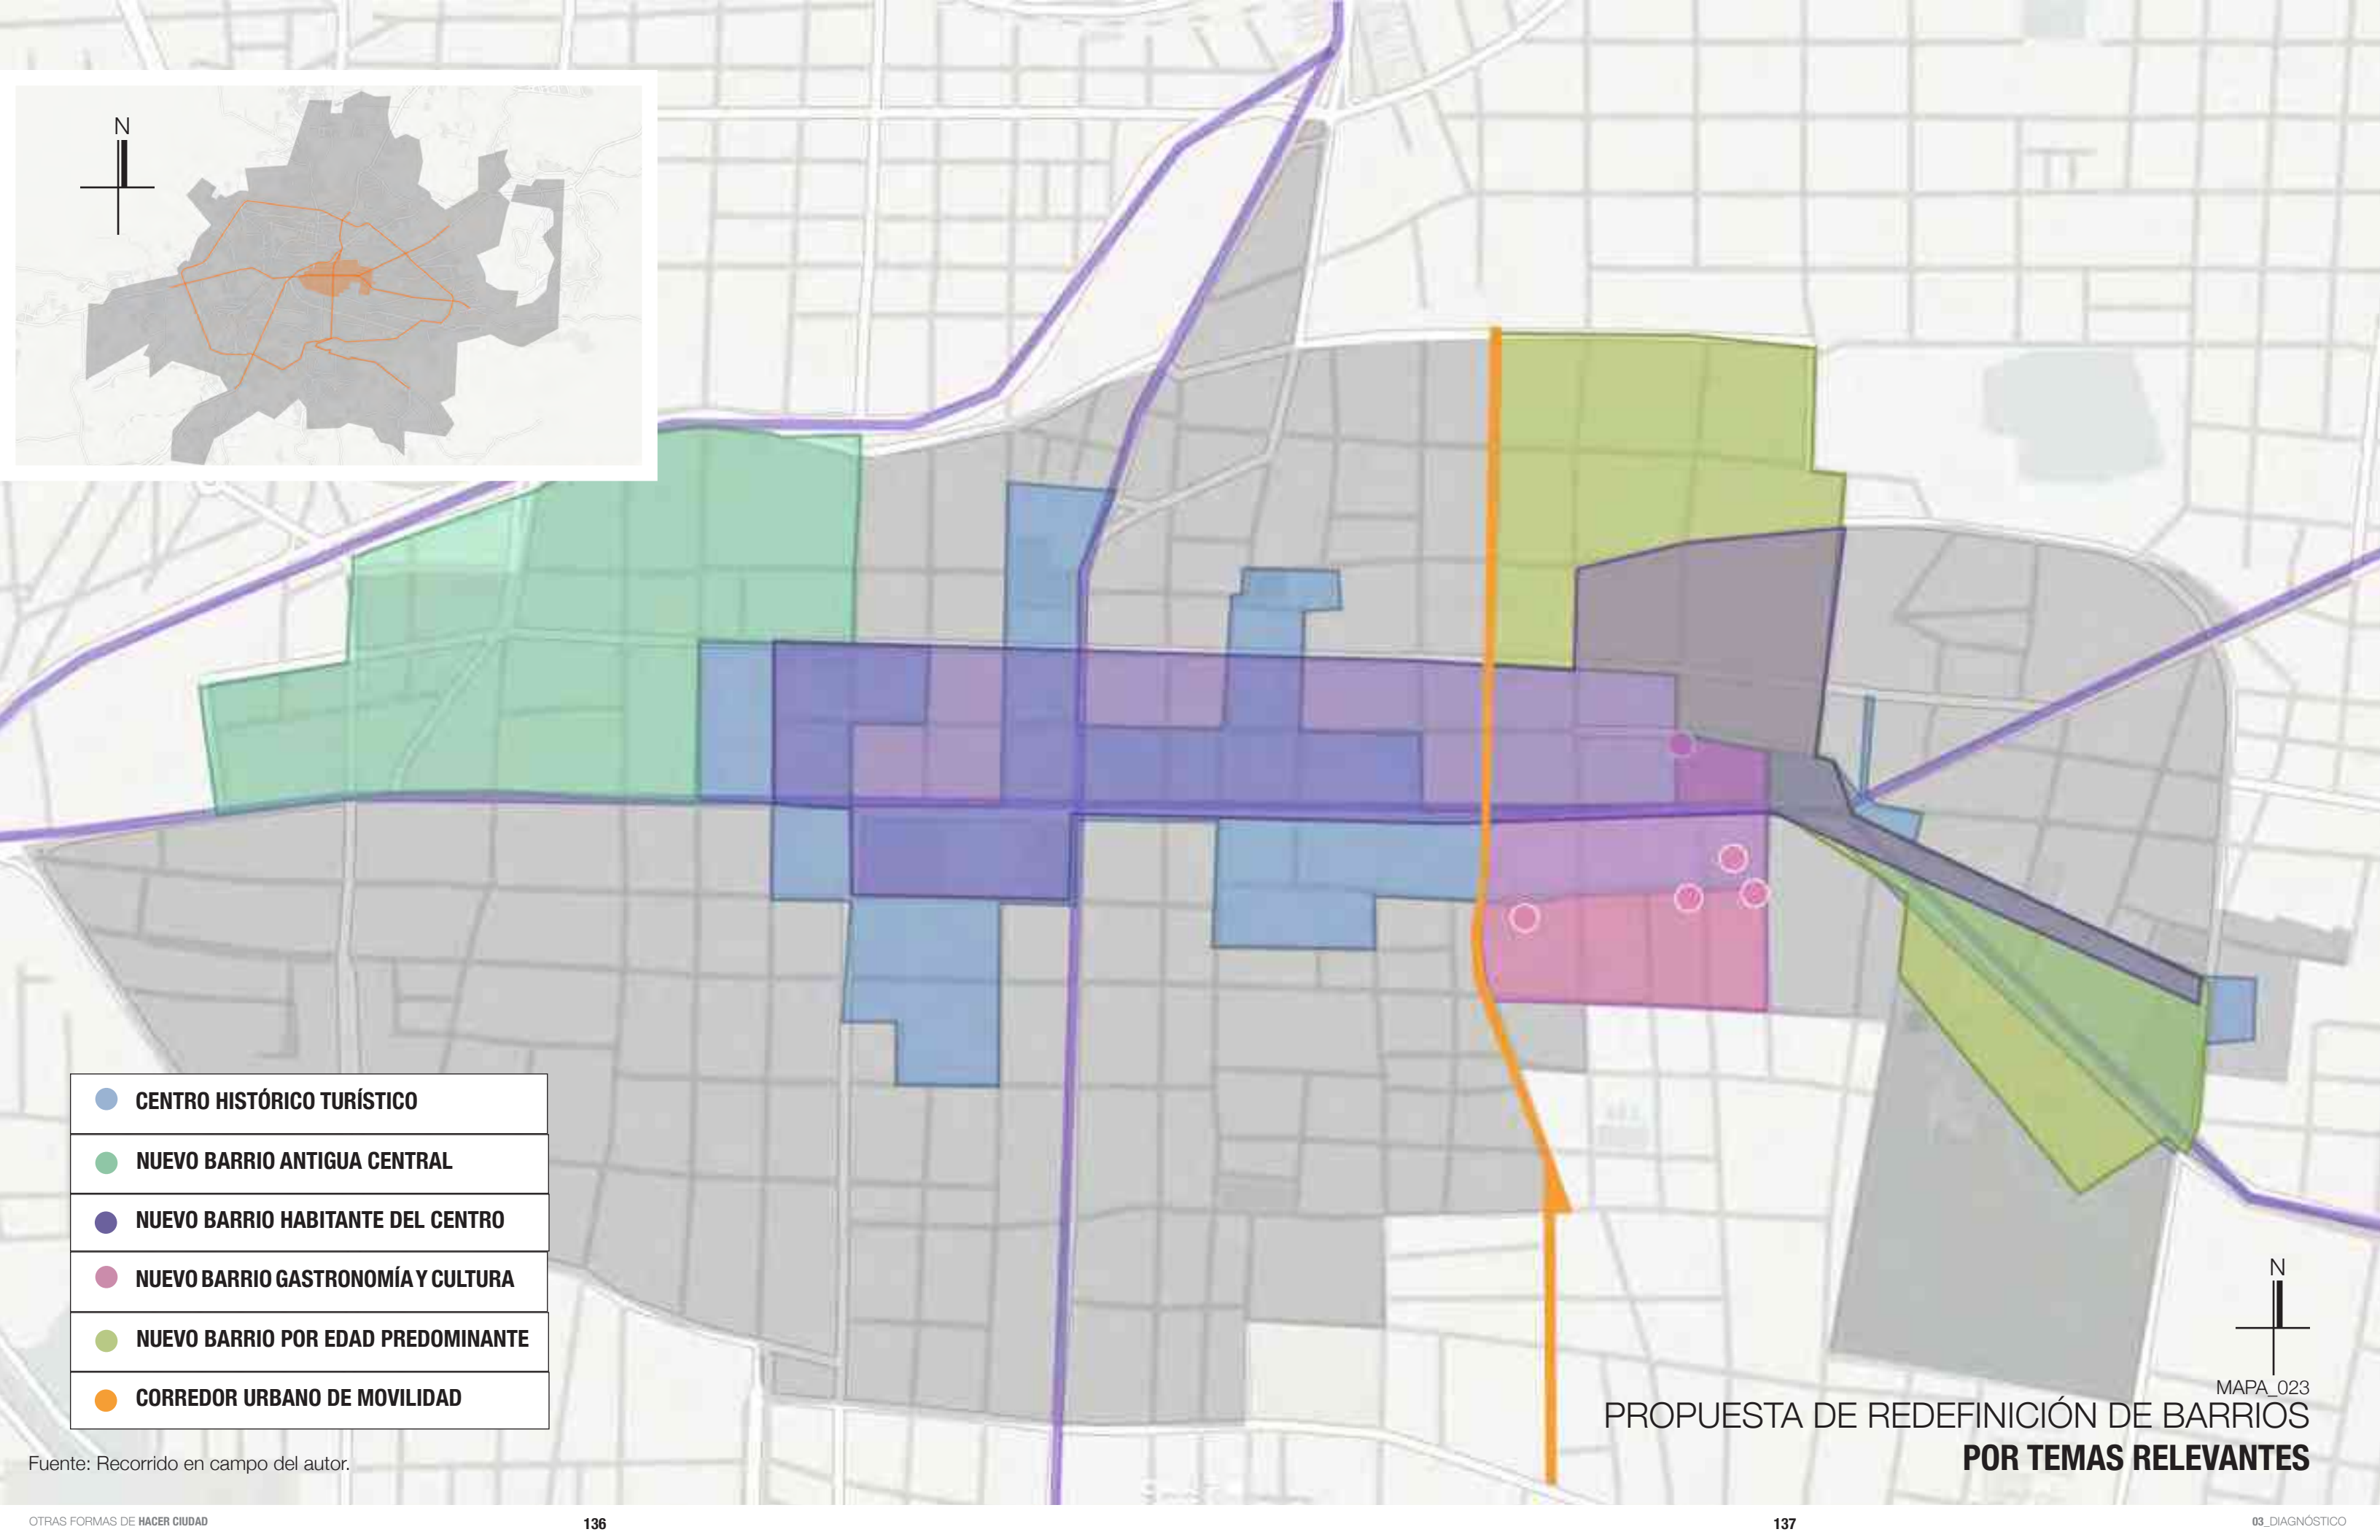 N
CENTRO HISTÓRICO TURÍSTICO
NUEVO BARRIO ANTIGUA CENTRAL
NUEVO BARRIO HABITANTE DEL CENTRO
NUEVO BARRIO GASTRONOMÍA Y CULTURA
NUEVO BARRIO POR EDAD PREDOMINANTE
CORREDOR URBANO DE MOVILIDAD
Fuente: Recorrido en campo del autor.
N
MAPA_023
PROPUESTA DE REDEFINICIÓN DE BARRIOS
POR TEMAS RELEVANTES
OTRAS FORMAS DE HACER CIUDAD
136
137
03_DIAGNÓSTICO